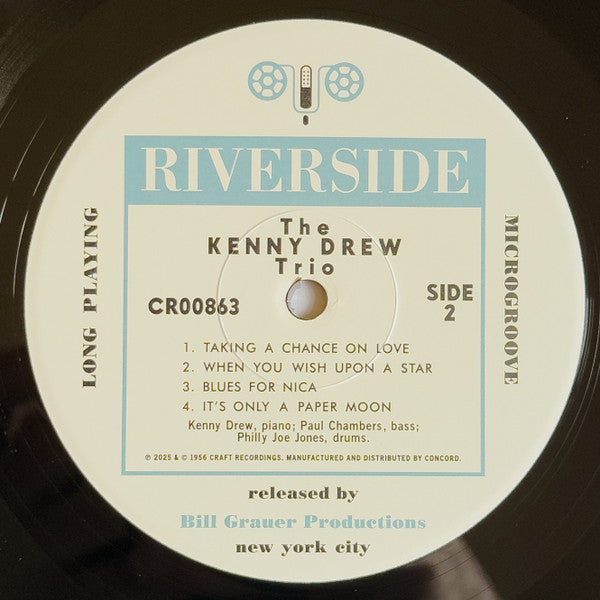 RIVERSIDE
The
KENNY DREW
Trio
CR00863
SIDE
2
LONG PLAYING
MICROGROOVE
1. TAKING A CHANCE ON LOVE
2. WHEN YOU WISH UPON A STAR
3. BLUES FOR NICA
4. IT'S ONLY A PAPER MOON
Kenny Drew, piano; Paul Chambers, bass;
Philly Joe Jones, drums.
℗ 2025 & © 1956 CRAFT RECORDINGS. MANUFACTURED AND DISTRIBUTED BY CONCORD.
released by
Bill Grauer Productions
new york city